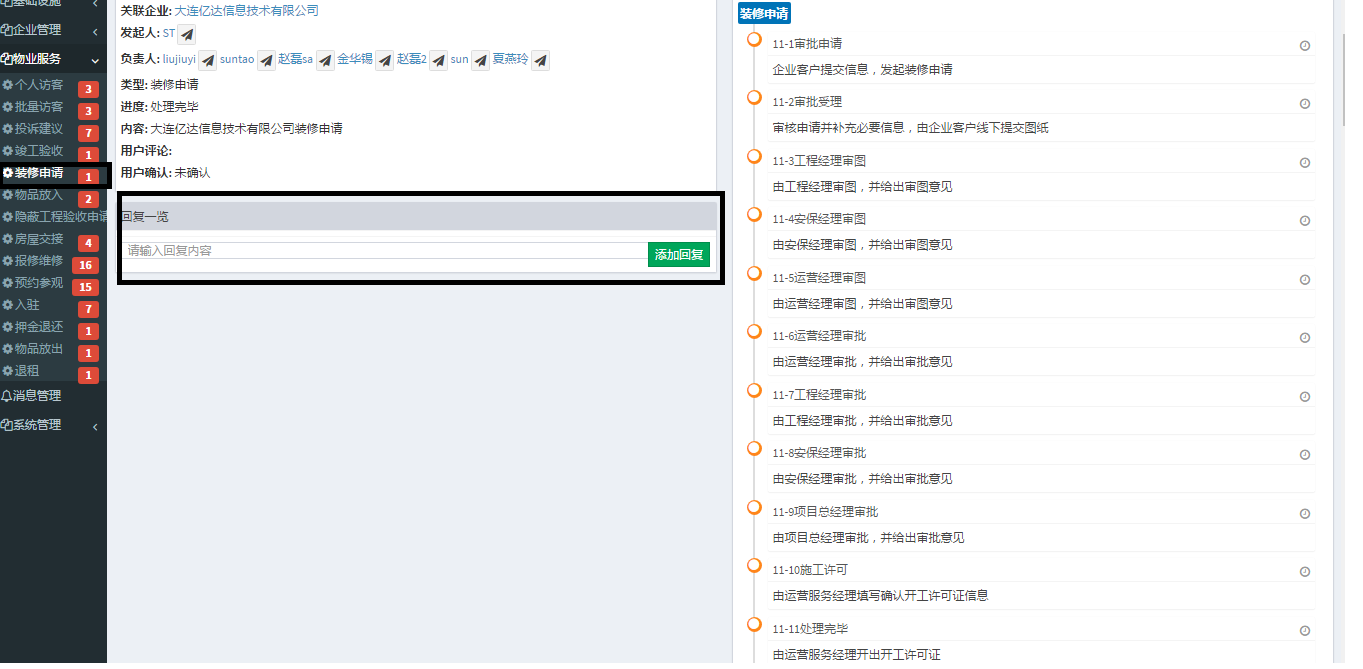 基础设施
企业管理
物业服务
个人访客 3
批量访客 3
投诉建议 7
竣工验收 1
装修申请 1
物品放入 2
隐蔽工程验收申请
房屋交接 4
报修维修 16
预约参观 15
入驻 7
押金退还 1
物品放出 1
退租 1
消息管理
系统管理
关联企业: 大连亿达信息技术有限公司
发起人: ST
负责人: liujiuyi suntao 赵磊sa 金华锡 赵磊2 sun 夏燕玲
类型: 装修申请
进度: 处理完毕
内容: 大连亿达信息技术有限公司装修申请
用户评论:
用户确认: 未确认
回复一览
请输入回复内容 添加回复
装修申请
11-1审批申请
企业客户提交信息，发起装修申请
11-2审批受理
审核申请并补充必要信息，由企业客户线下提交图纸
11-3工程经理审图
由工程经理审图，并给出审图意见
11-4安保经理审图
由安保经理审图，并给出审图意见
11-5运营经理审图
由运营经理审图，并给出审图意见
11-6运营经理审批
由运营经理审批，并给出审批意见
11-7工程经理审批
由工程经理审批，并给出审批意见
11-8安保经理审批
由安保经理审批，并给出审批意见
11-9项目总经理审批
由项目总经理审批，并给出审批意见
11-10施工许可
由运营服务经理填写确认开工许可证信息
11-11处理完毕
由运营服务经理开出开工许可证